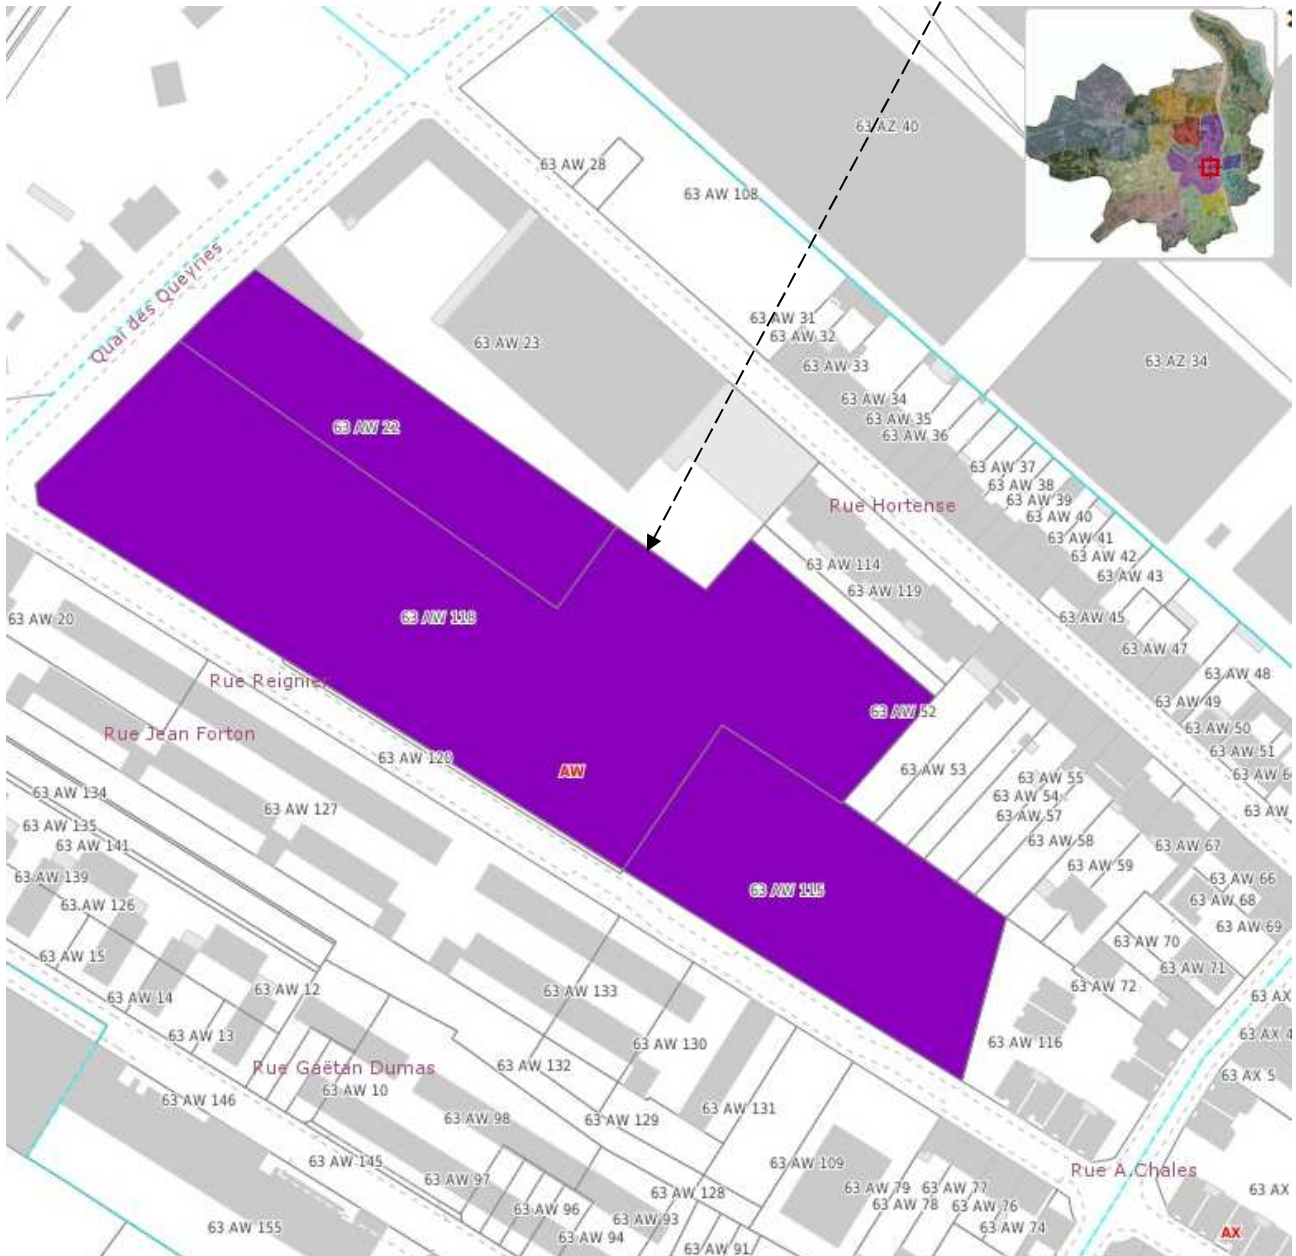 63 AZ 40
63 AW 28
63 AW 108
Quai des Queyries
63 AW 31
63 AW 32
63 AW 23
63 AW 33
63 AZ 34
63 AW 34
63 AW 35
63 AW 22
63 AW 36
63 AW 37
63 AW 38
63 AW 39
Rue Hortense
63 AW 40
63 AW 41
63 AW 42
63 AW 114
63 AW 43
63 AW 119
63 AW 118
63 AW 20
63 AW 45
63 AW 47
63 AW 48
Rue Reignier
63 AW 49
63 AW 52
63 AW 50
Rue Jean Forton
63 AW 51
63 AW 120
AW
63 AW 53
63 AW 55
63 AW 6
63 AW 134
63 AW 54
63 AW 127
63 AW
63 AW 57
63 AW 135
63 AW 141
63 AW 58
63 AW 67
63 AW 59
63 AW 139
63 AW 66
63 AW 115
63 AW 68
63 AW 126
63 AW 69
63 AW 70
63 AW 15
63 AW 71
63 AW 72
63 AW 12
63 AW 133
63 AW 14
63 AX
63 AW 13
63 AX 4
63 AW 116
63 AW 130
Rue Gaëtan Dumas
63 AW 132
63 AX 5
63 AW 10
63 AW 146
63 AW 131
63 AW 98
63 AW 129
63 AW 145
63 AW 109
Rue A.Chales
63 AW 97
63 AW 79
63 AW 77
63 AX
63 AW 128
63 AW 78
63 AW 76
63 AW 96
63 AW 93
63 AW 155
63 AW 74
AX
63 AW 94
63 AW 91